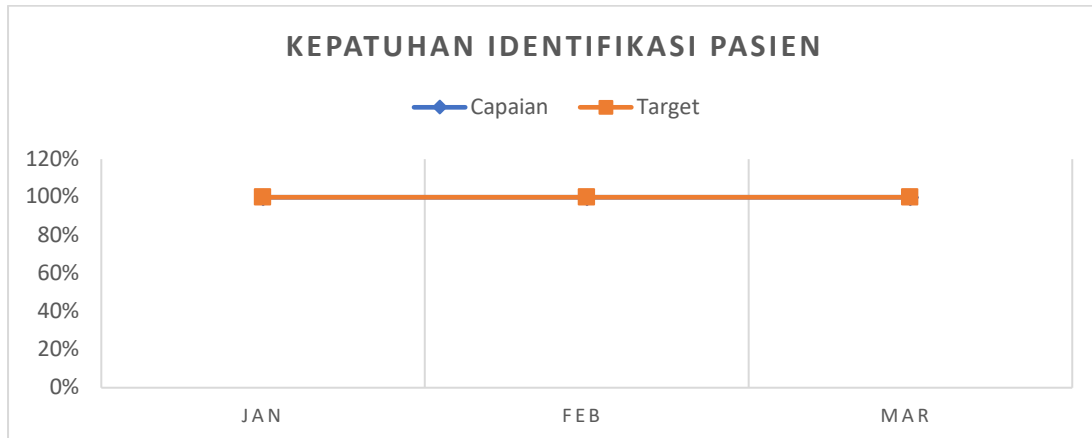 KEPATUHAN IDENTIFIKASI PASIEN
Capaian Target
120%
100%
80%
60%
40%
20%
0%
JAN FEB MAR